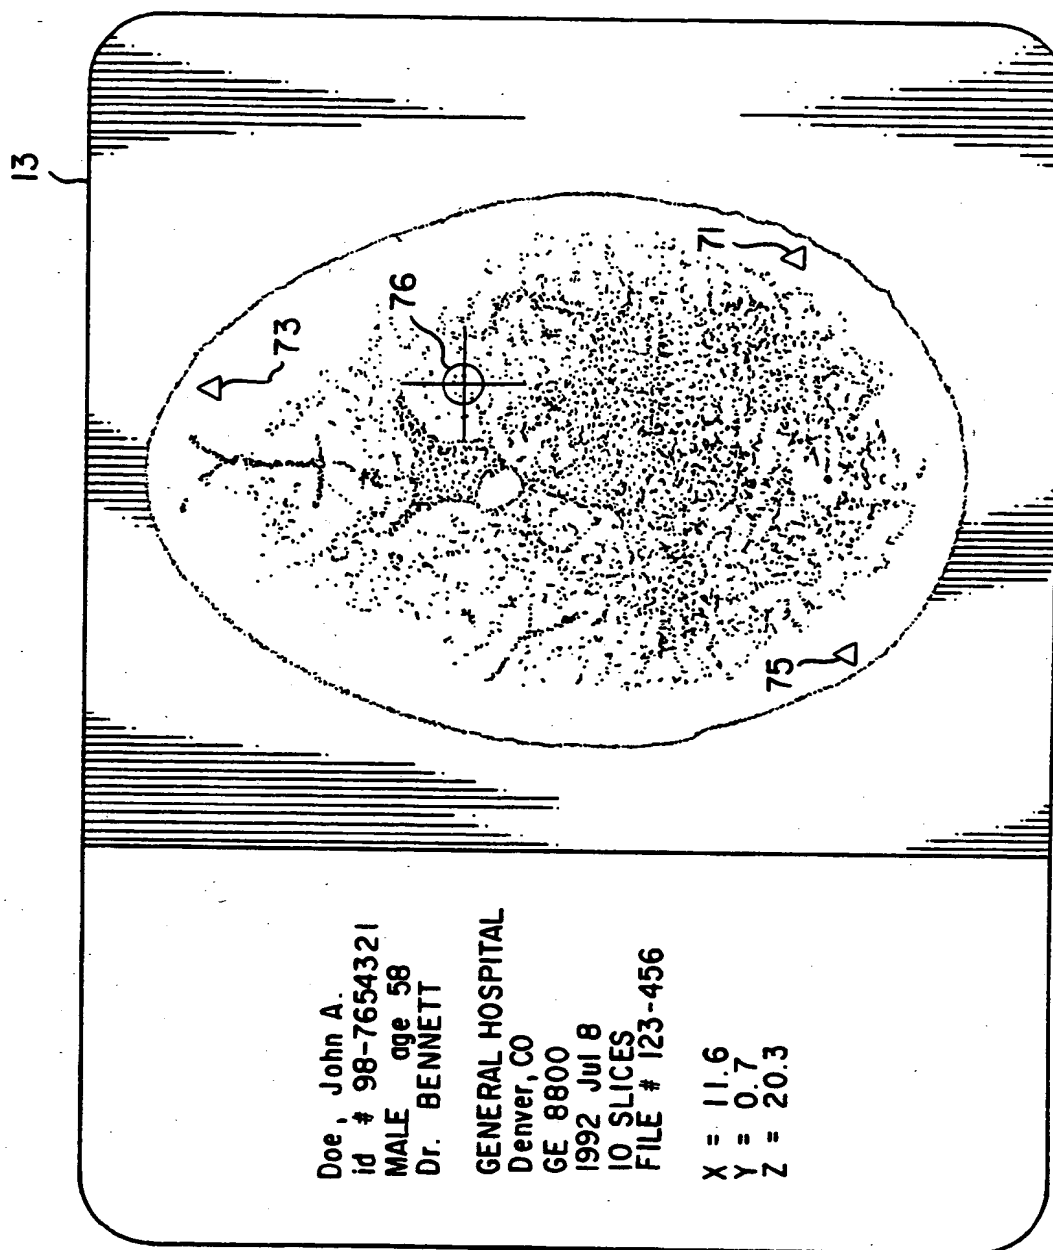 13
73
76
71
75
Doe, John A.
id # 98-7654321
MALE age 58
Dr. BENNETT
GENERAL HOSPITAL
Denver, CO
GE 8800
1992 Jul 8
10 SLICES
FILE # 123-456
X = 11.6
Y = 0.7
Z = 20.3